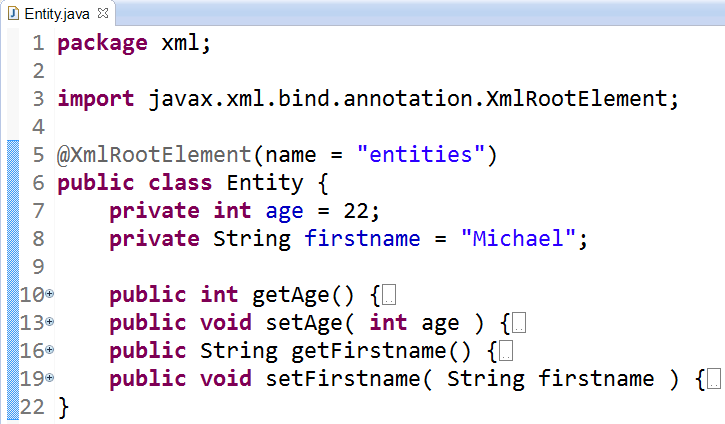 Entity.java
1 package xml;
2
3 import javax.xml.bind.annotation.XmlRootElement;
4
5 @XmlRootElement(name = "entities")
6 public class Entity {
7     private int age = 22;
8     private String firstname = "Michael";
9
10     public int getAge() {
13     public void setAge( int age ) {
16     public String getFirstname() {
19     public void setFirstname( String firstname ) {
22 }